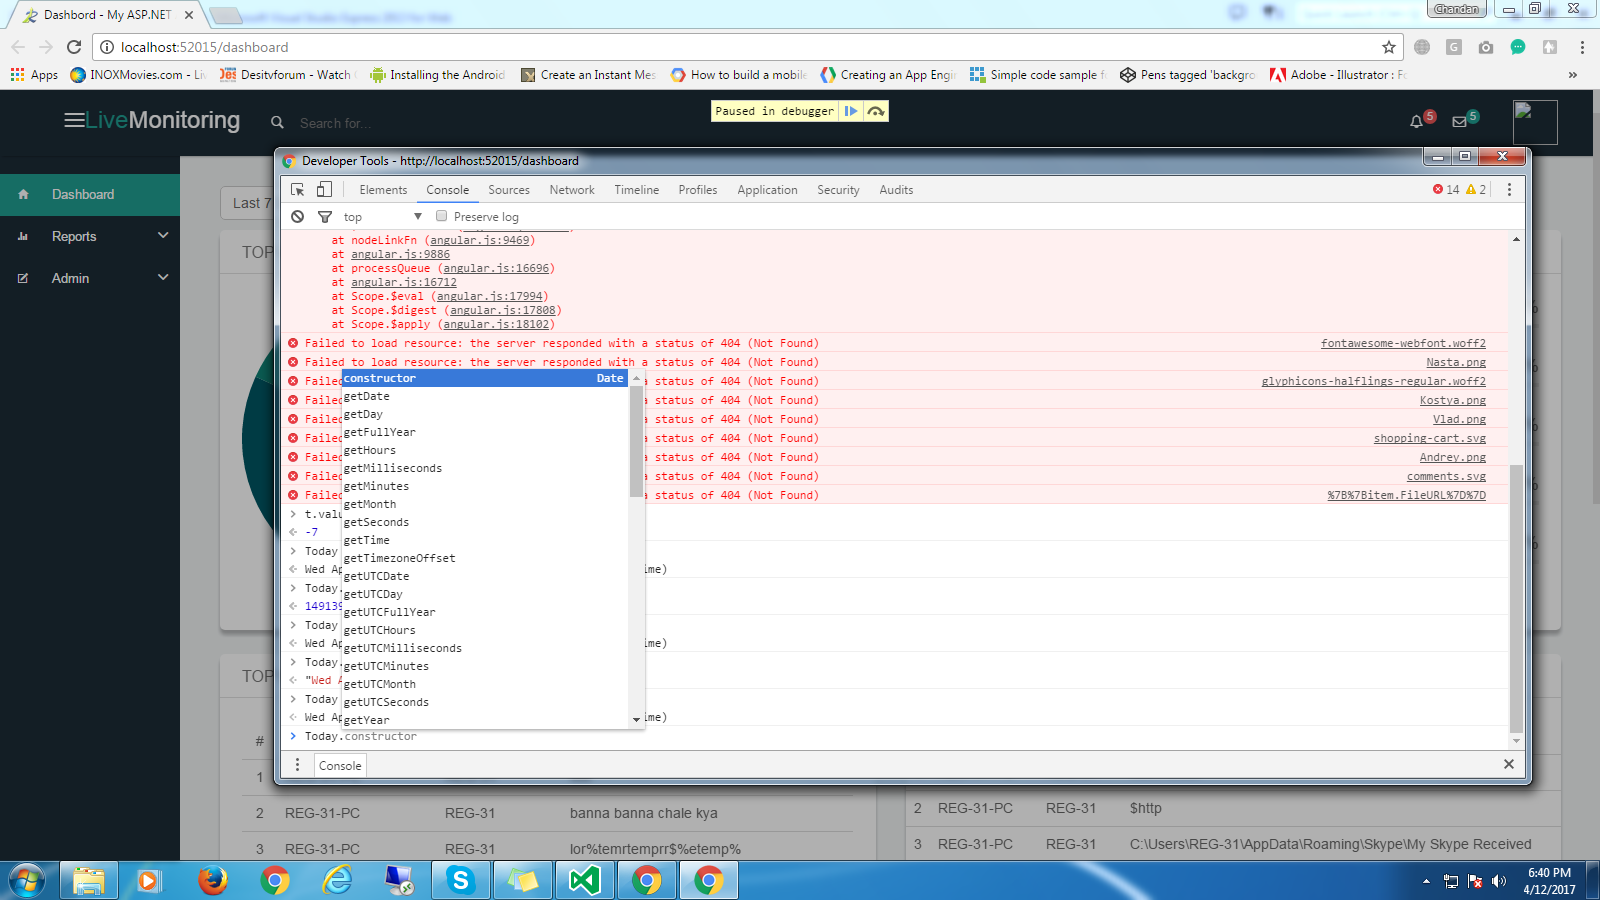 Dashbord - My ASP.NET
Chandan
localhost:52015/dashboard
Apps
INOXMovies.com - Li
Desitvforum - Watch
Installing the Android
Create an Instant Mes
How to build a mobile
Creating an App Engi
Simple code sample f
Pens tagged 'backgro
Adobe - Illustrator : F
»
LiveMonitoring
Search for...
Paused in debugger
5
5
Dashboard
Reports
Admin
Last 7
TOP
Developer Tools - http://localhost:52015/dashboard
Elements Console Sources Network Timeline Profiles Application Security Audits
14 2
top
Preserve log
at nodeLinkFn (angular.js:9469)
at angular.js:9886
at processQueue (angular.js:16696)
at angular.js:16712
at Scope.$eval (angular.js:17994)
at Scope.$digest (angular.js:17808)
at Scope.$apply (angular.js:18102)
Failed to load resource: the server responded with a status of 404 (Not Found) fontawesome-webfont.woff2
Failed to load resource: the server responded with a status of 404 (Not Found) Nasta.png
Failed a status of 404 (Not Found) glyphicons-halflings-regular.woff2
Failed a status of 404 (Not Found) Kostya.png
Failed a status of 404 (Not Found) Vlad.png
Failed a status of 404 (Not Found) shopping-cart.svg
Failed a status of 404 (Not Found) Andrey.png
Failed a status of 404 (Not Found) comments.svg
Failed a status of 404 (Not Found) %7B%7Bitem.FileURL%7D%7D
> t.valu
-7
> Today
Wed Ap ime)
> Today.
149139
> Today
Wed Ap ime)
> Today.
"Wed A
> Today
Wed Ap ime)
> Today.constructor
constructor Date
getDate
getDay
getFullYear
getHours
getMilliseconds
getMinutes
getMonth
getSeconds
getTime
getTimezoneOffset
getUTCDate
getUTCDay
getUTCFullYear
getUTCHours
getUTCMilliseconds
getUTCMinutes
getUTCMonth
getUTCSeconds
getYear
Console
TOP
#
1
2 REG-31-PC REG-31 banna banna chale kya
3 REG-31-PC REG-31 lor%temrtemprr$%etemp%
2 REG-31-PC REG-31 $http
3 REG-31-PC REG-31 C:\Users\REG-31\AppData\Roaming\Skype\My Skype Received
6:40 PM
4/12/2017